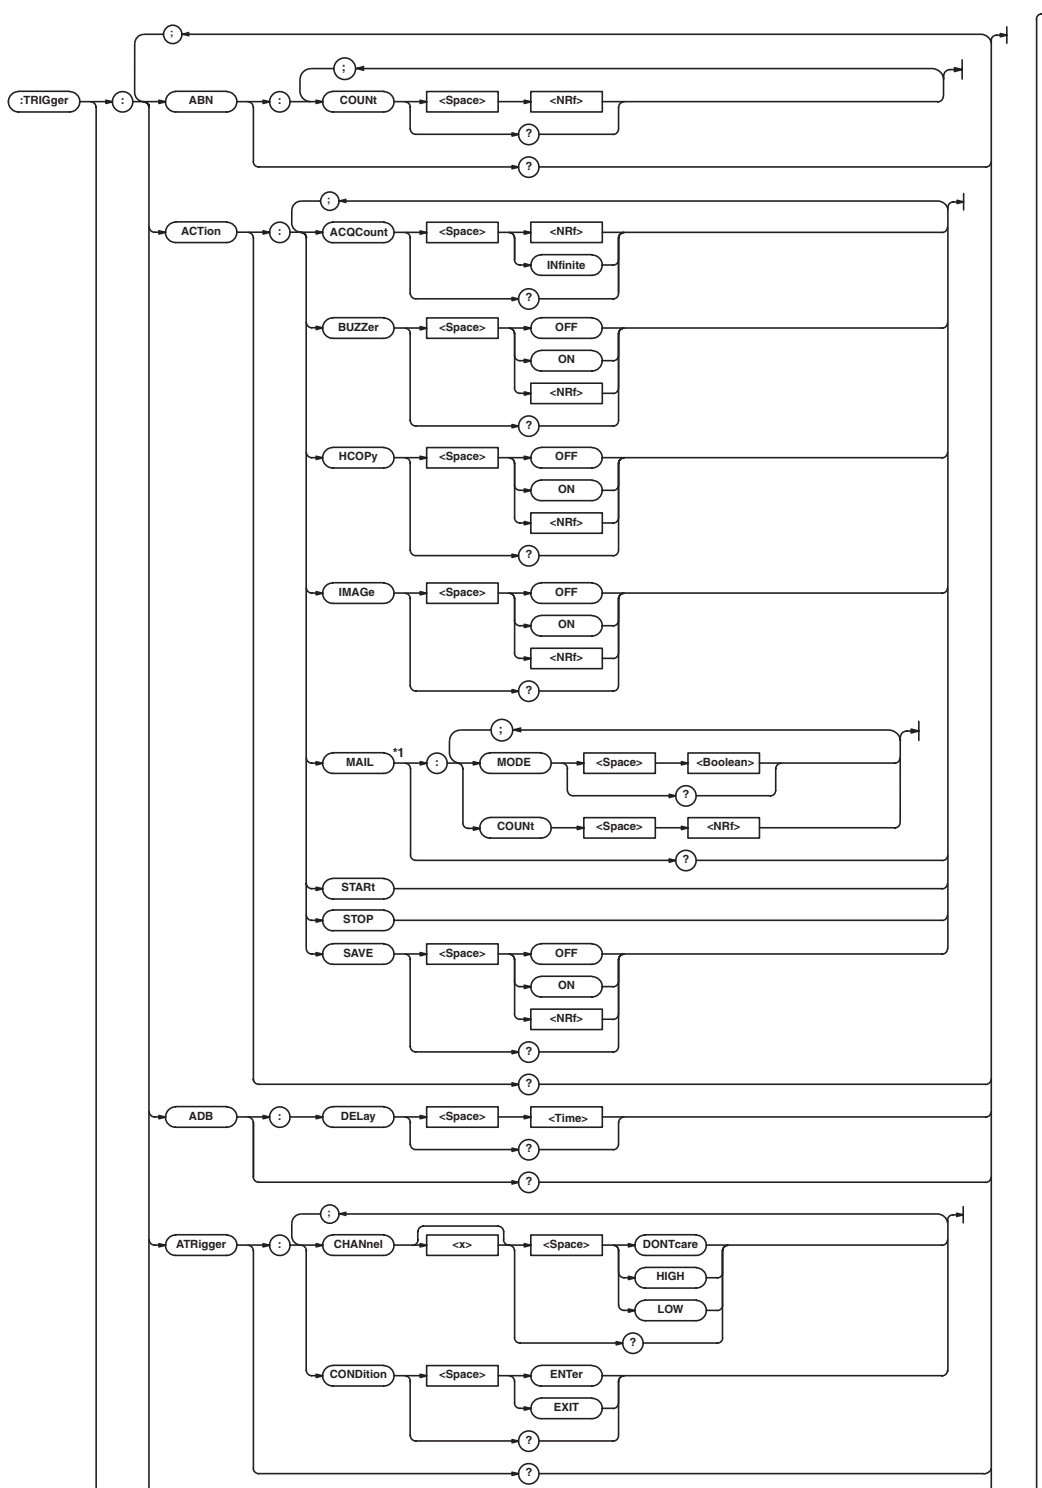 ;
;
:TRIGger : ABN : COUNt <Space> <NRf>
?
?
;
ACTion : ACQCount <Space> <NRf>
INfinite
?
BUZZer <Space> OFF
ON
<NRf>
?
HCOPy <Space> OFF
ON
<NRf>
?
IMAGe <Space> OFF
ON
<NRf>
?
;
MAIL *1 : MODE <Space> <Boolean>
?
COUNt <Space> <NRf>
?
STARt
STOP
SAVE <Space> OFF
ON
<NRf>
?
?
ADB : DELay <Space> <Time>
?
?
;
ATRigger : CHANnel <x> <Space> DONTcare
HIGH
LOW
?
CONDition <Space> ENTer
EXIT
?
?